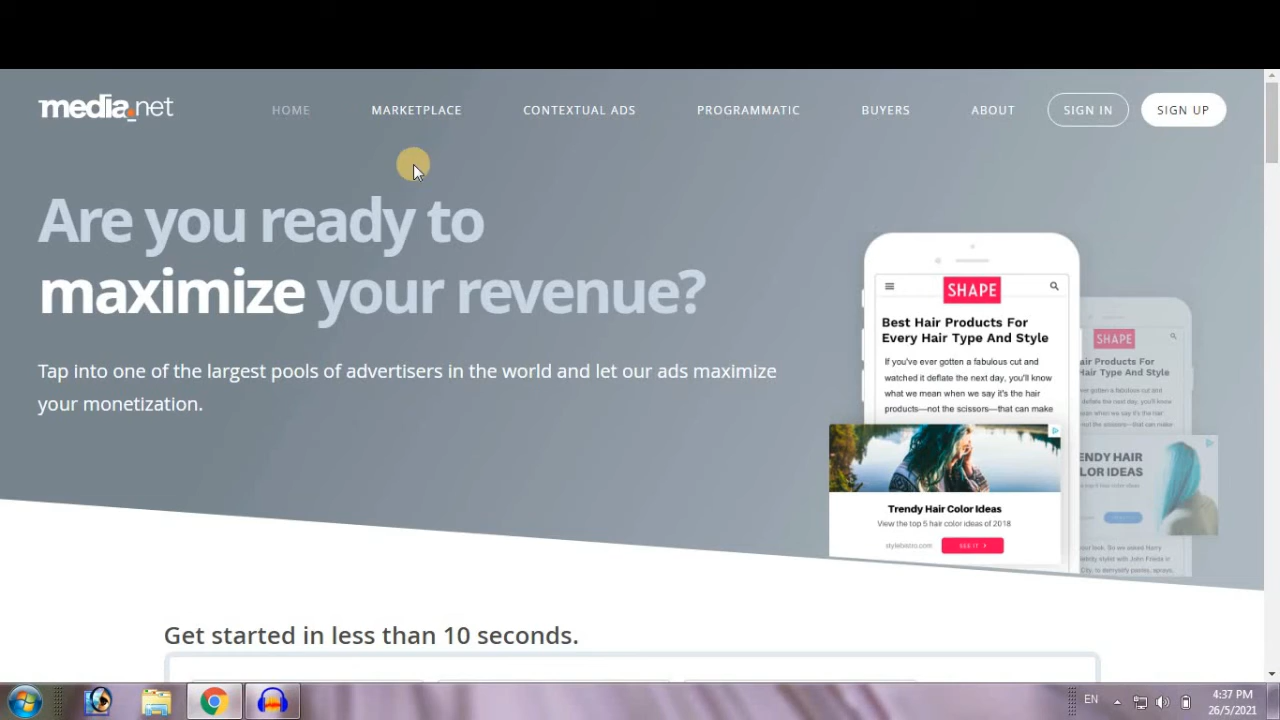 media.net
HOME
MARKETPLACE
CONTEXTUAL ADS
PROGRAMMATIC
BUYERS
ABOUT
SIGN IN
SIGN UP
Are you ready to
maximize your revenue?
Tap into one of the largest pools of advertisers in the world and let our ads maximize
your monetization.
SHAPE
Best Hair Products For
Every Hair Type And Style
If you've ever gotten a fabulous cut and
watched it deflate the next day, you'll know
what we mean when we say it's the hair
products—not the scissors—that can make
Trendy Hair Color Ideas
View the top 5 hair color ideas of 2018
SEE IT
SHAPE
air Products For
Hair Type And Style
ENDY HAIR
LOR IDEAS
Get started in less than 10 seconds.
EN
4:37 PM
26/5/2021